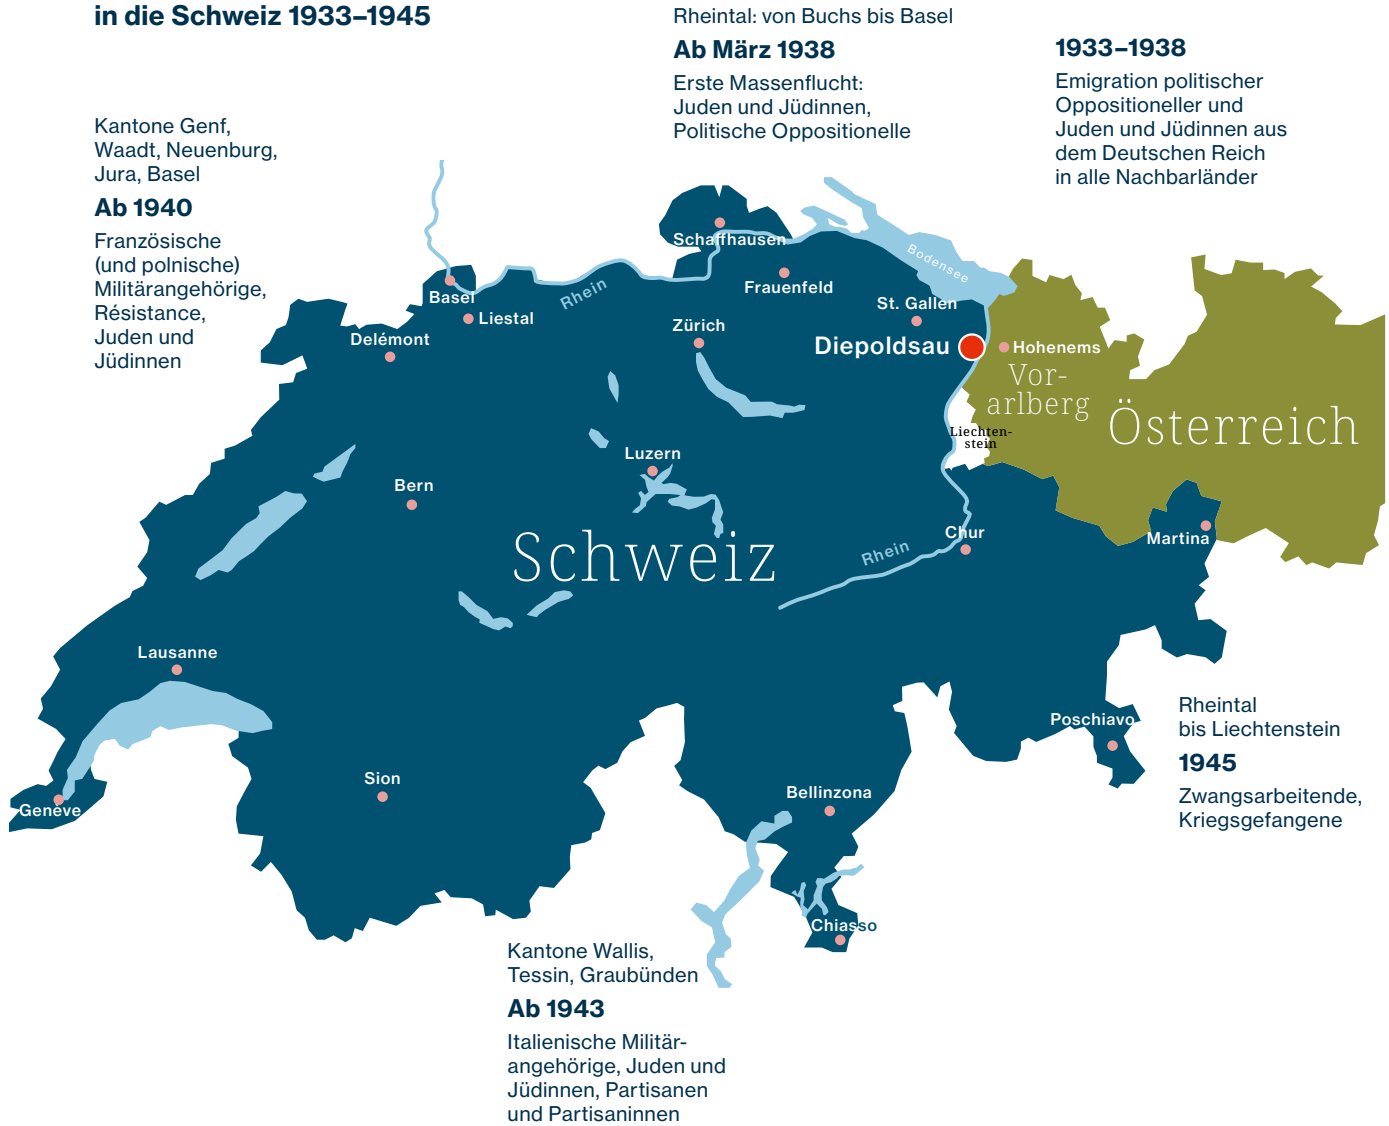 in die Schweiz 1933–1945
Rheintal: von Buchs bis Basel
Ab März 1938
Erste Massenflucht:
Juden und Jüdinnen,
Politische Oppositionelle
1933–1938
Emigration politischer
Oppositioneller und
Juden und Jüdinnen aus
dem Deutschen Reich
in alle Nachbarländer
Kantone Genf,
Waadt, Neuenburg,
Jura, Basel
Ab 1940
Französische
(und polnische)
Militärangehörige,
Résistance,
Juden und
Jüdinnen
Schaffhausen
Bodensee
Frauenfeld
Basel
Rhein
St. Gallen
Liestal
Zürich
Delémont
Diepoldsau
Hohenems
Vor-
arlberg
Österreich
Liechten-
stein
Luzern
Bern
Schweiz
Chur
Rhein
Martina
Lausanne
Poschiavo
Rheintal
bis Liechtenstein
1945
Zwangsarbeitende,
Kriegsgefangene
Sion
Bellinzona
Genève
Chiasso
Kantone Wallis,
Tessin, Graubünden
Ab 1943
Italienische Militär-
angehörige, Juden und
Jüdinnen, Partisanen
und Partisaninnen